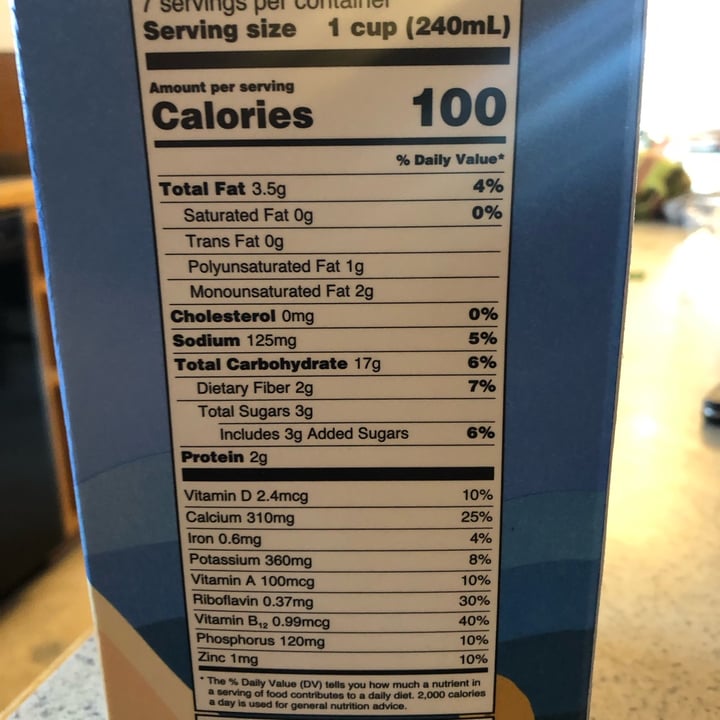 7 servings per container
Serving size 1 cup (240mL)
Amount per serving
Calories 100
% Daily Value*
Total Fat 3.5g 4%
Saturated Fat 0g 0%
Trans Fat 0g
Polyunsaturated Fat 1g
Monounsaturated Fat 2g
Cholesterol 0mg 0%
Sodium 125mg 5%
Total Carbohydrate 17g 6%
Dietary Fiber 2g 7%
Total Sugars 3g
Includes 3g Added Sugars 6%
Protein 2g
Vitamin D 2.4mcg 10%
Calcium 310mg 25%
Iron 0.6mg 4%
Potassium 360mg 8%
Vitamin A 100mcg 10%
Riboflavin 0.37mg 30%
Vitamin B₁₂ 0.99mcg 40%
Phosphorus 120mg 10%
Zinc 1mg 10%
* The % Daily Value (DV) tells you how much a nutrient in
a serving of food contributes to a daily diet. 2,000 calories
a day is used for general nutrition advice.